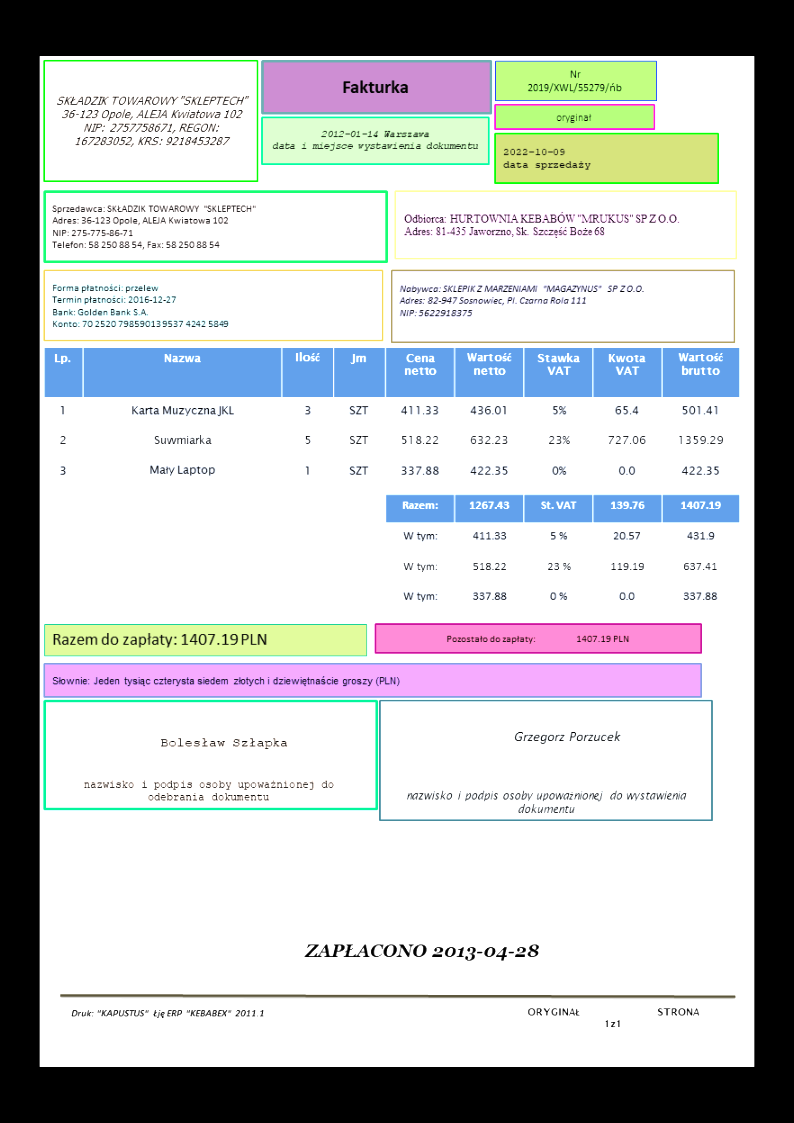 SKŁADZIK TOWAROWY "SKLEPTECH"
36-123 Opole, ALEJA Kwiatowa 102
NIP: 2757758671, REGON:
167283052, KRS: 9218453287
Fakturka
2012-01-14 Warszawa
data i miejsce wystawienia dokumentu
Nr
2019/XWL/55279/ńb
oryginał
2022-10-09
data sprzedaży
Sprzedawca: SKŁADZIK TOWAROWY "SKLEPTECH"
Adres: 36-123 Opole, ALEJA Kwiatowa 102
NIP: 275-775-86-71
Telefon: 58 250 88 54, Fax: 58 250 88 54
Odbiorca: HURTOWNIA KEBABÓW "MRUKUS" SP Z O.O.
Adres: 81-435 Jaworzno, Sk. Szczęść Boże 68
Forma płatności: przelew
Termin płatności: 2016-12-27
Bank: Golden Bank S.A.
Konto: 70 2520 798590139537 4242 5849
Nabywca: SKLEPIK Z MARZENIAMI "MAGAZYNUS" SP Z O.O.
Adres: 82-947 Sosnowiec, Pl. Czarna Rola 111
NIP: 5622918375
Lp. Nazwa Ilość Jm Cena netto Wartość netto Stawka VAT Kwota VAT Wartość brutto
1 Karta Muzyczna JKL 3 SZT 411.33 436.01 5% 65.4 501.41
2 Suwmiarka 5 SZT 518.22 632.23 23% 727.06 1359.29
3 Mały Laptop 1 SZT 337.88 422.35 0% 0.0 422.35
Razem: 1267.43 St. VAT 139.76 1407.19
W tym: 411.33 5 % 20.57 431.9
W tym: 518.22 23 % 119.19 637.41
W tym: 337.88 0 % 0.0 337.88
Razem do zapłaty: 1407.19 PLN
Pozostało do zapłaty: 1407.19 PLN
Słownie: Jeden tysiąc czterysta siedem złotych i dziewiętnaście groszy (PLN)
Bolesław Szłapka
nazwisko i podpis osoby upoważnionej do
odebrania dokumentu
Grzegorz Porzucek
nazwisko i podpis osoby upoważnionej do wystawienia
dokumentu
ZAPŁACONO 2013-04-28
Druk: "KAPUSTUS" Łję ERP "KEBABEX" 2011.1
ORYGINAŁ STRONA
1 z 1